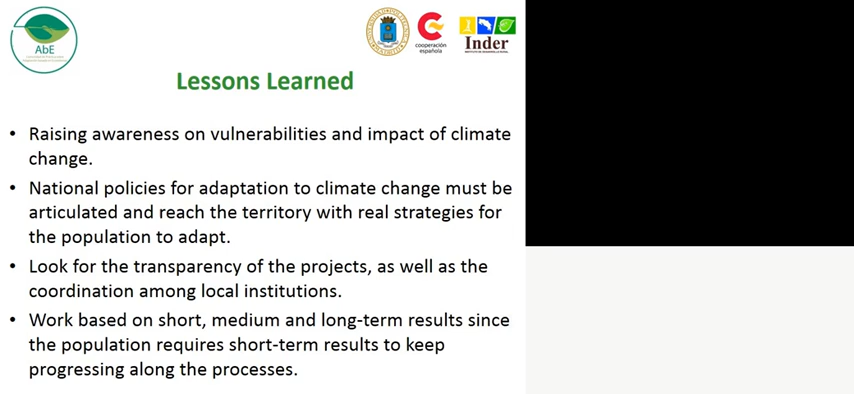 AbE
cooperación
española
Inder
Lessons Learned
• Raising awareness on vulnerabilities and impact of climate
change.
• National policies for adaptation to climate change must be
articulated and reach the territory with real strategies for
the population to adapt.
• Look for the transparency of the projects, as well as the
coordination among local institutions.
• Work based on short, medium and long-term results since
the population requires short-term results to keep
progressing along the processes.